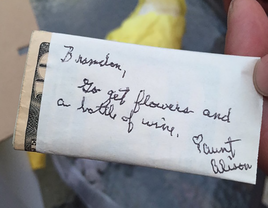 Brandon,
Go get flowers and
a bottle of wine.
♡ aunt
Alison